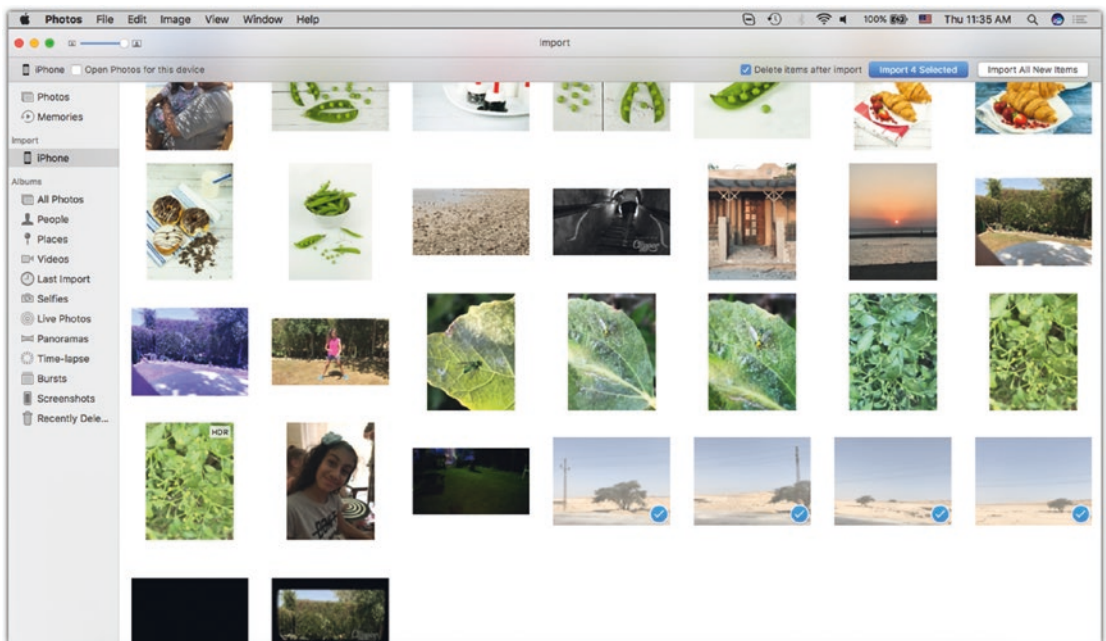 Photos File Edit Image View Window Help 100% Thu 11:35 AM
Import
iPhone Open Photos for this device Delete items after import Import 4 Selected Import All New Items
Photos
Memories
Import
iPhone
Albums
All Photos
People
Places
Videos
Last Import
Selfies
Live Photos
Panoramas
Time-lapse
Bursts
Screenshots
Recently Dele...
HDR